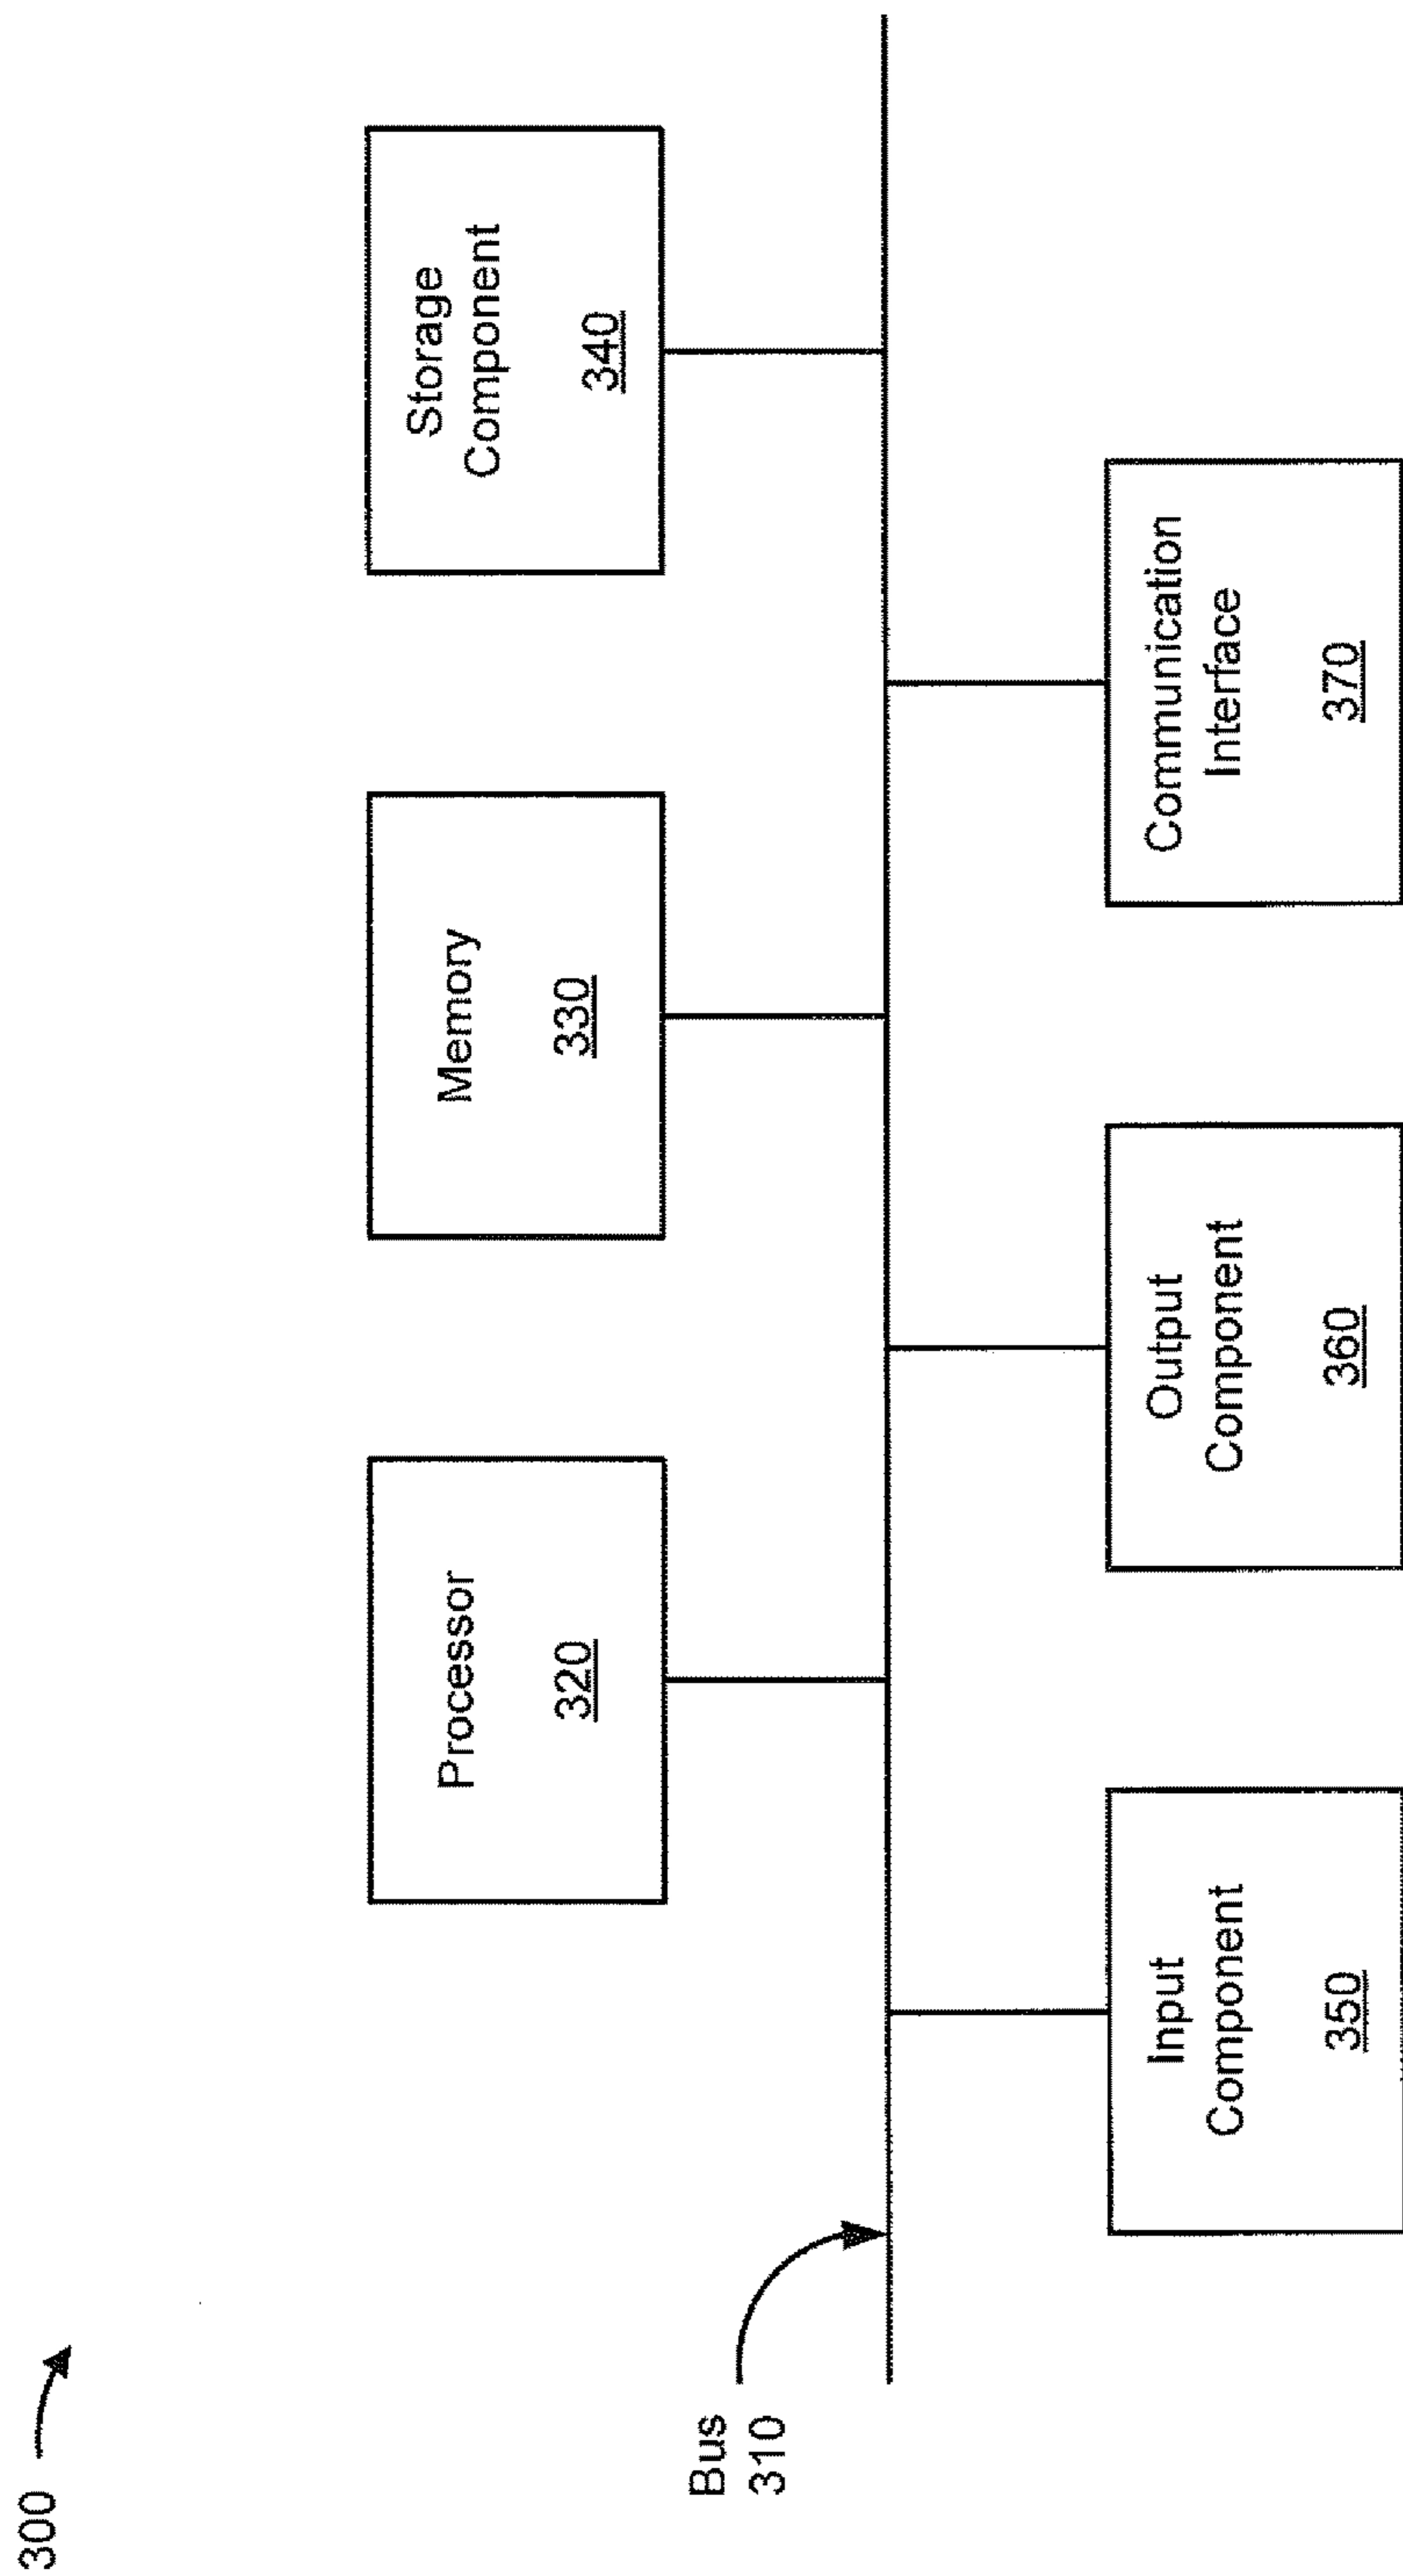 300
Bus
310
Processor
320
Memory
330
Storage
Component
340
Input
Component
350
Output
Component
360
Communication
Interface
370